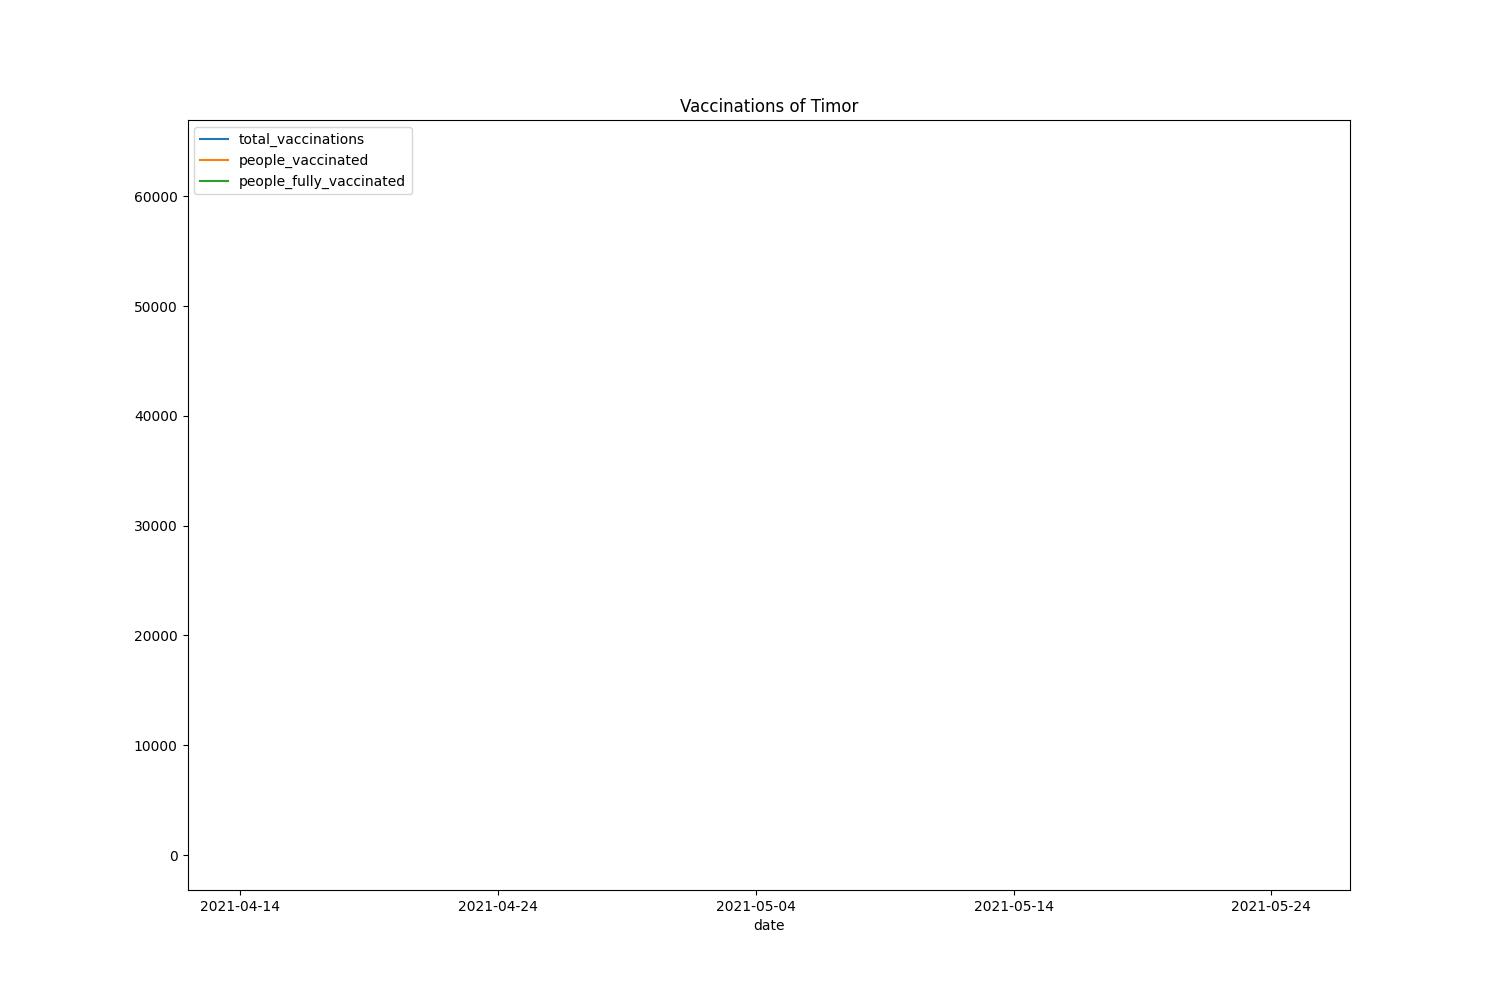 Vaccinations of Timor
total_vaccinations
people_vaccinated
people_fully_vaccinated
60000
50000
40000
30000
20000
10000
0
2021-04-14 2021-04-24 2021-05-04 2021-05-14 2021-05-24
date